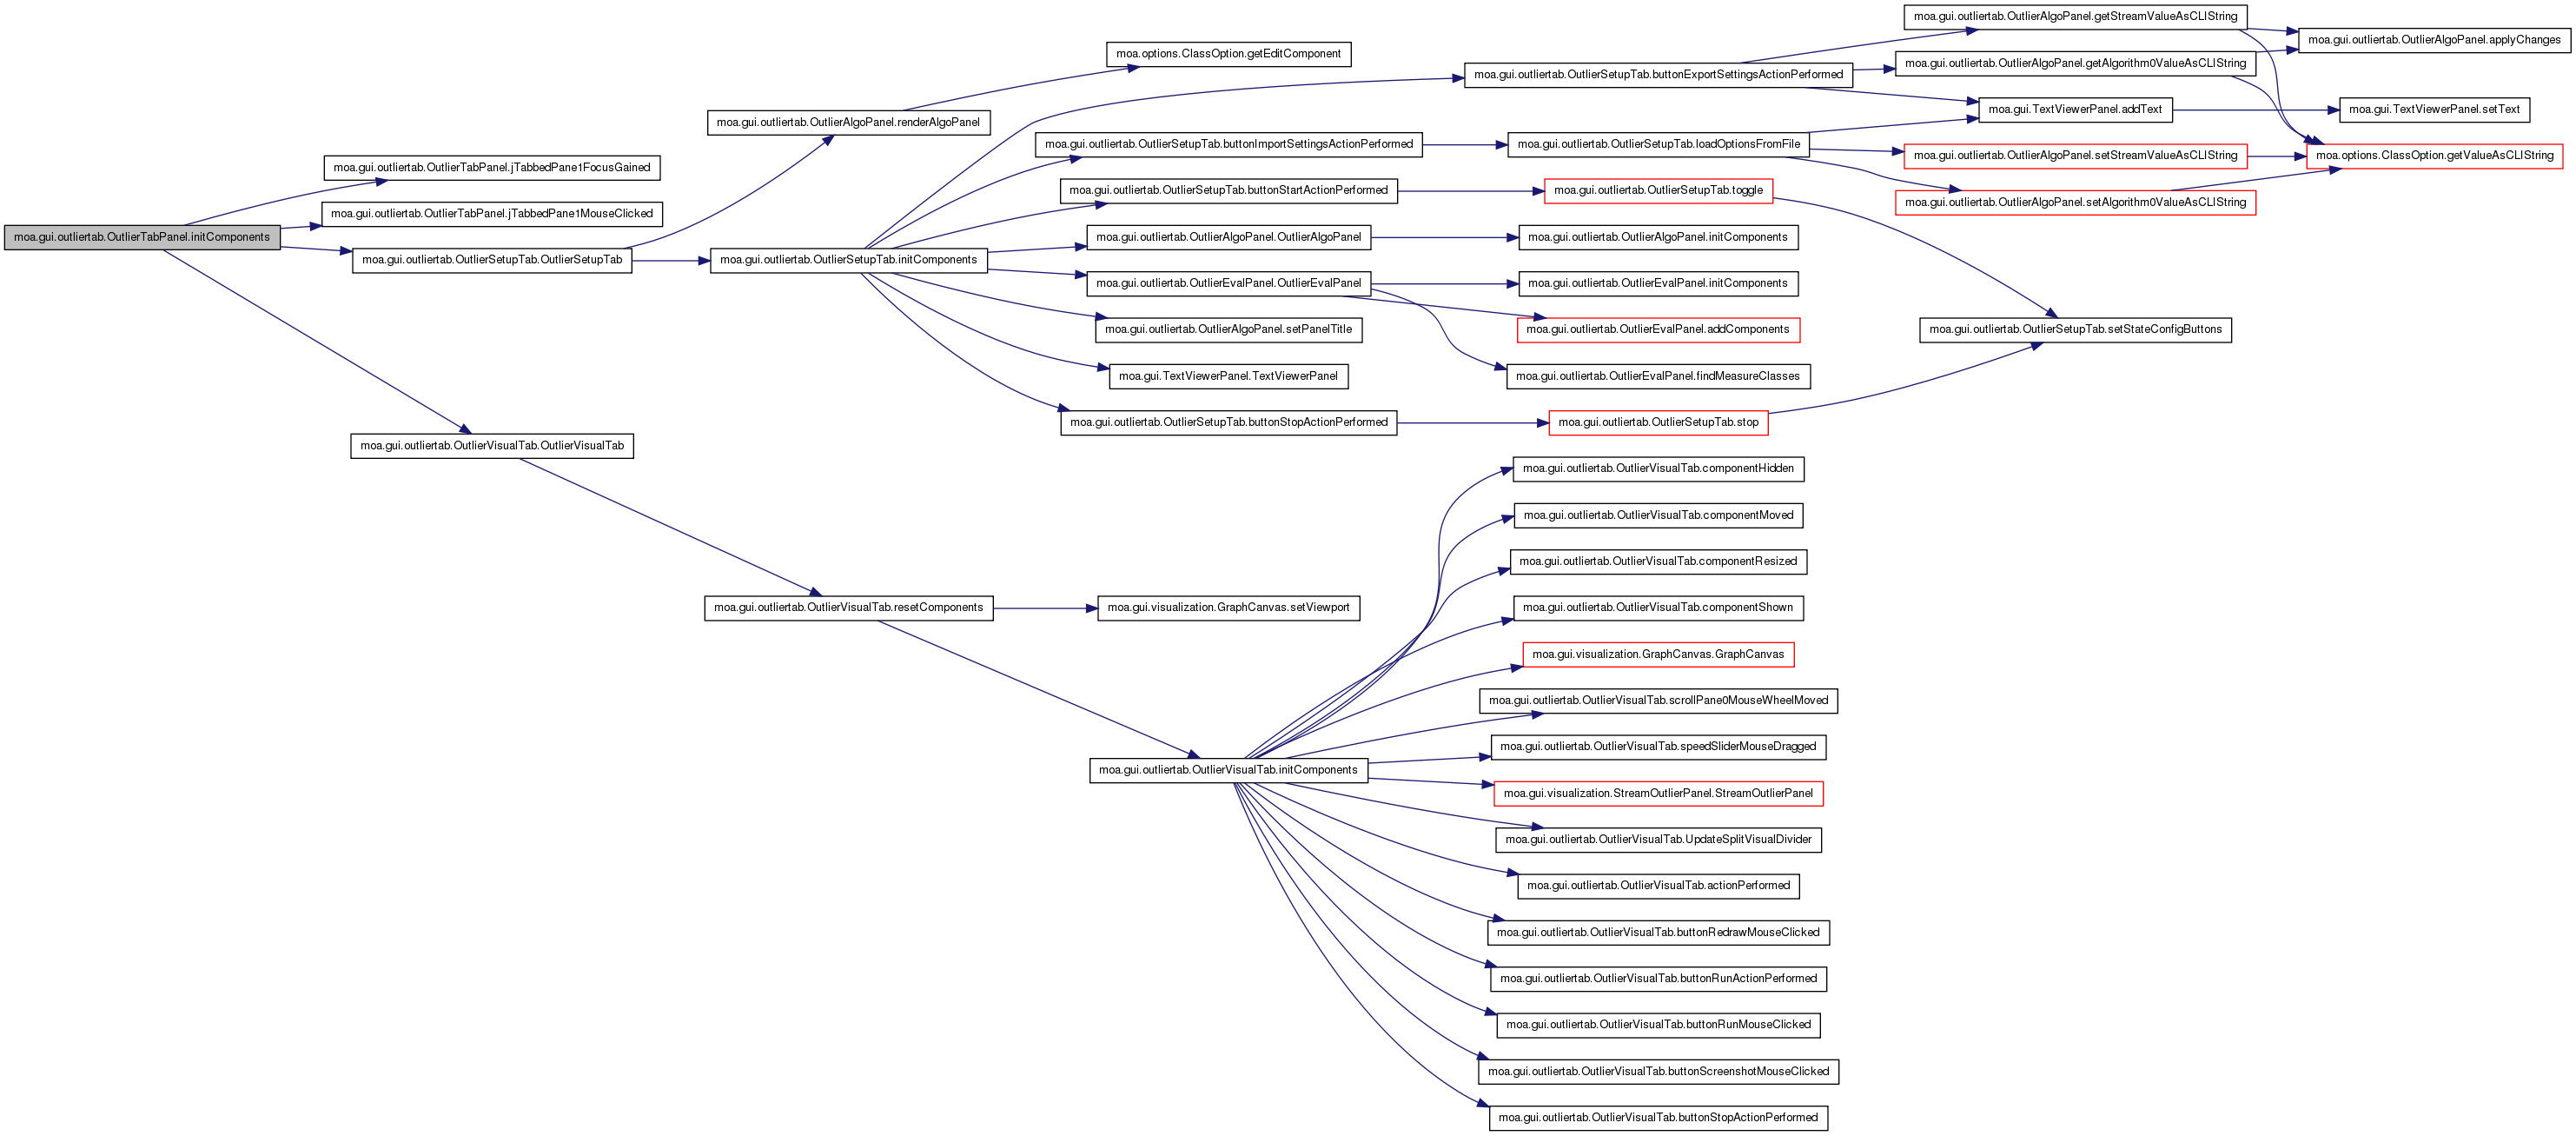 moa.gui.outliertab.OutlierTabPanel.initComponents
moa.gui.outliertab.OutlierTabPanel.jTabbedPane1FocusGained
moa.gui.outliertab.OutlierTabPanel.jTabbedPane1MouseClicked
moa.gui.outliertab.OutlierSetupTab.OutlierSetupTab
moa.gui.outliertab.OutlierVisualTab.OutlierVisualTab
moa.gui.outliertab.OutlierAlgoPanel.renderAlgoPanel
moa.gui.outliertab.OutlierSetupTab.initComponents
moa.gui.outliertab.OutlierVisualTab.resetComponents
moa.options.ClassOption.getEditComponent
moa.gui.outliertab.OutlierSetupTab.buttonImportSettingsActionPerformed
moa.gui.outliertab.OutlierSetupTab.buttonStartActionPerformed
moa.gui.outliertab.OutlierAlgoPanel.OutlierAlgoPanel
moa.gui.outliertab.OutlierEvalPanel.OutlierEvalPanel
moa.gui.outliertab.OutlierAlgoPanel.setPanelTitle
moa.gui.TextViewerPanel.TextViewerPanel
moa.gui.outliertab.OutlierSetupTab.buttonStopActionPerformed
moa.gui.visualization.GraphCanvas.setViewport
moa.gui.outliertab.OutlierVisualTab.initComponents
moa.gui.outliertab.OutlierSetupTab.buttonExportSettingsActionPerformed
moa.gui.outliertab.OutlierSetupTab.loadOptionsFromFile
moa.gui.outliertab.OutlierSetupTab.toggle
moa.gui.outliertab.OutlierAlgoPanel.initComponents
moa.gui.outliertab.OutlierEvalPanel.initComponents
moa.gui.outliertab.OutlierEvalPanel.addComponents
moa.gui.outliertab.OutlierEvalPanel.findMeasureClasses
moa.gui.outliertab.OutlierSetupTab.stop
moa.gui.outliertab.OutlierVisualTab.componentHidden
moa.gui.outliertab.OutlierVisualTab.componentMoved
moa.gui.outliertab.OutlierVisualTab.componentResized
moa.gui.outliertab.OutlierVisualTab.componentShown
moa.gui.visualization.GraphCanvas.GraphCanvas
moa.gui.outliertab.OutlierVisualTab.scrollPane0MouseWheelMoved
moa.gui.outliertab.OutlierVisualTab.speedSliderMouseDragged
moa.gui.visualization.StreamOutlierPanel.StreamOutlierPanel
moa.gui.outliertab.OutlierVisualTab.UpdateSplitVisualDivider
moa.gui.outliertab.OutlierVisualTab.actionPerformed
moa.gui.outliertab.OutlierVisualTab.buttonRedrawMouseClicked
moa.gui.outliertab.OutlierVisualTab.buttonRunActionPerformed
moa.gui.outliertab.OutlierVisualTab.buttonRunMouseClicked
moa.gui.outliertab.OutlierVisualTab.buttonScreenshotMouseClicked
moa.gui.outliertab.OutlierVisualTab.buttonStopActionPerformed
moa.gui.outliertab.OutlierAlgoPanel.getStreamValueAsCLIString
moa.gui.outliertab.OutlierAlgoPanel.getAlgorithm0ValueAsCLIString
moa.gui.TextViewerPanel.addText
moa.gui.outliertab.OutlierAlgoPanel.setStreamValueAsCLIString
moa.gui.outliertab.OutlierAlgoPanel.setAlgorithm0ValueAsCLIString
moa.gui.outliertab.OutlierSetupTab.setStateConfigButtons
moa.gui.outliertab.OutlierAlgoPanel.applyChanges
moa.gui.TextViewerPanel.setText
moa.options.ClassOption.getValueAsCLIString